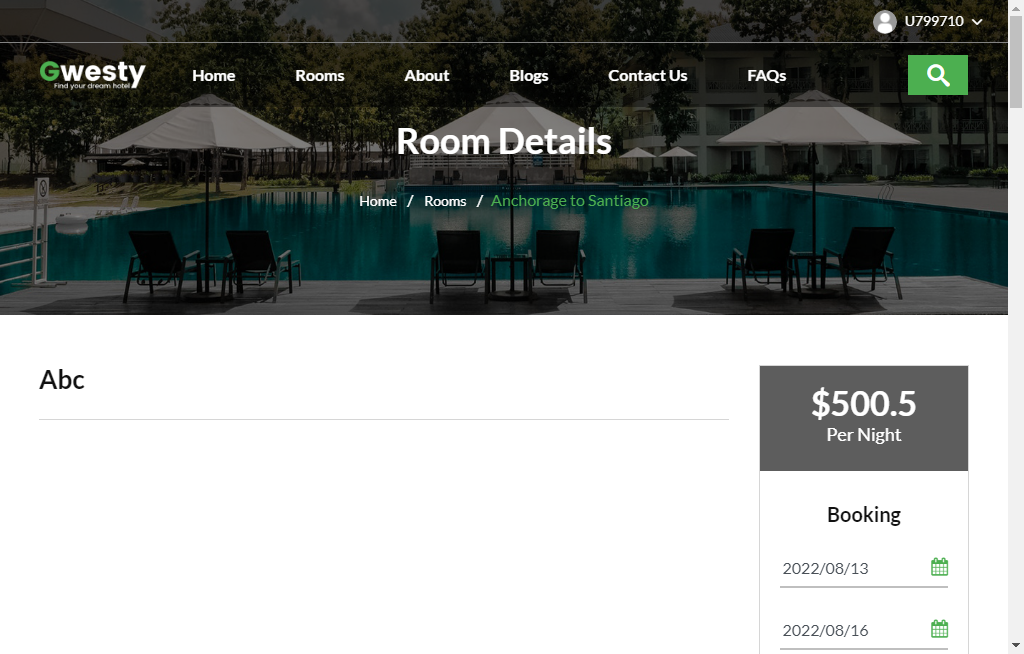 U799710
Gwesty
Find your dream hotel
Home Rooms About Blogs Contact Us FAQs
Room Details
Home / Rooms / Anchorage to Santiago
Abc
$500.5
Per Night
Booking
2022/08/13
2022/08/16